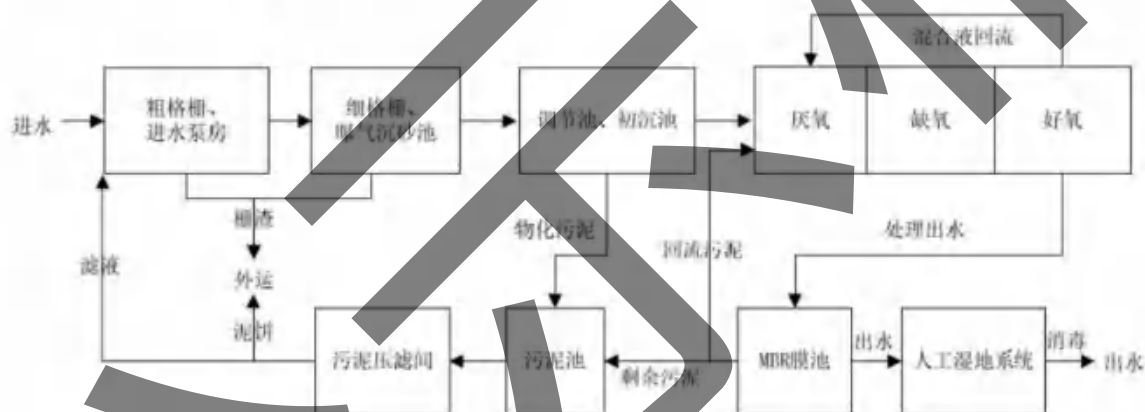 混合液回流
进水
粗格栅、
进水泵房
细格栅、
曝气沉砂池
调节池、初沉池
厌氧
缺氧
好氧
栅渣
物化污泥
回流污泥
处理出水
滤液
外运
泥饼
污泥压滤间
污泥池
剩余污泥
MBR膜池
出水
人工湿地系统
消毒
出水